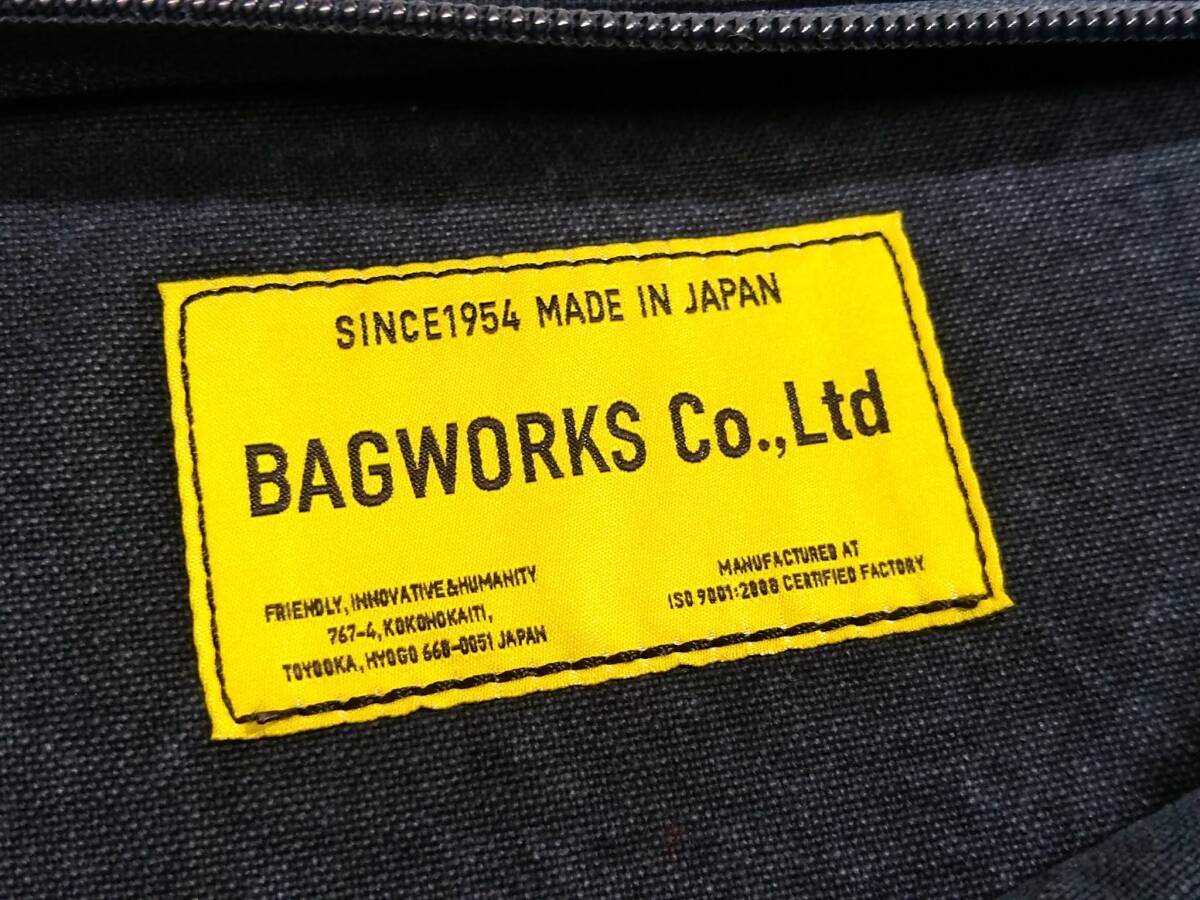 SINCE1954 MADE IN JAPAN
BAGWORKS Co.,Ltd
FRIENDLY, INNOVATIVE&HUMANITY
767-4, KOKONOKAITI,
TOYOOKA, HYOGO 668-0051 JAPAN
MANUFACTURED AT
ISO 9001:2008 CERTIFIED FACTORY